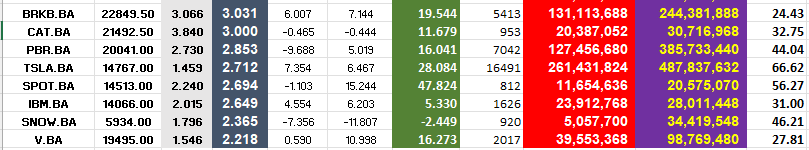 BRKB.BA 22849.50 3.066 3.031 6.007 7.144 19.544 5413 131,113,688 244,381,888 24.43
CAT.BA 21492.50 3.840 3.000 -0.465 -0.444 11.679 953 20,387,052 30,716,968 32.75
PBR.BA 20041.00 2.730 2.853 -9.688 5.019 16.041 7042 127,456,680 385,733,440 44.04
TSLA.BA 14767.00 1.459 2.712 7.354 6.467 28.084 16491 261,431,824 487,837,632 66.62
SPOT.BA 14513.00 2.240 2.694 -1.103 15.244 47.824 812 11,654,636 20,575,070 56.27
IBM.BA 14066.00 2.015 2.649 4.554 6.203 5.330 1626 23,912,768 28,011,448 31.00
SNOW.BA 5934.00 1.796 2.365 -7.356 -11.807 -2.449 920 5,057,700 34,419,548 46.21
V.BA 19495.00 1.546 2.218 0.590 10.998 16.273 2017 39,553,368 98,769,480 27.81